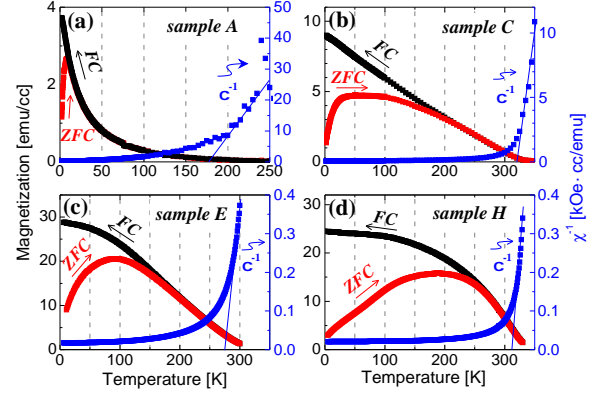 (a) sample A
FC
ZFC
C⁻¹
4
3
2
1
0
50
40
30
20
10
0
0 50 100 150 200 250
(b) sample C
FC
ZFC
C⁻¹
10
5
0
10
5
0
0 100 200 300
(c) sample E
FC
ZFC
C⁻¹
30
20
10
0
0.4
0.3
0.2
0.1
0.0
0 100 200 300
(d) sample H
FC
ZFC
C⁻¹
30
20
10
0
0.4
0.3
0.2
0.1
0.0
0 100 200 300
Magnetization [emu/cc]
χ⁻¹ [kOe· cc/emu]
Temperature [K]
Temperature [K]